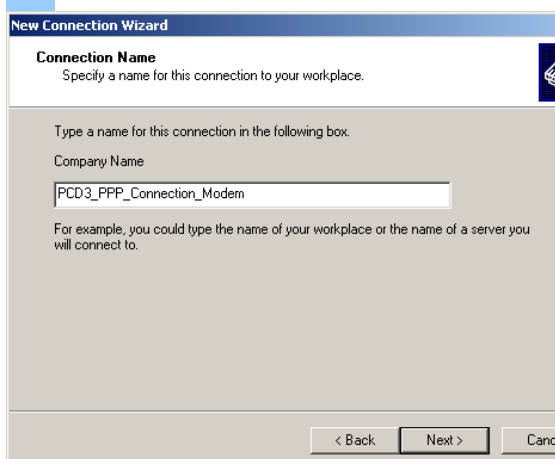 New Connection Wizard
Connection Name
Specify a name for this connection to your workplace.
Type a name for this connection in the following box.
Company Name
PCD3_PPP_Connection_Modem
For example, you could type the name of your workplace or the name of a server you
will connect to.
< Back Next > Canc